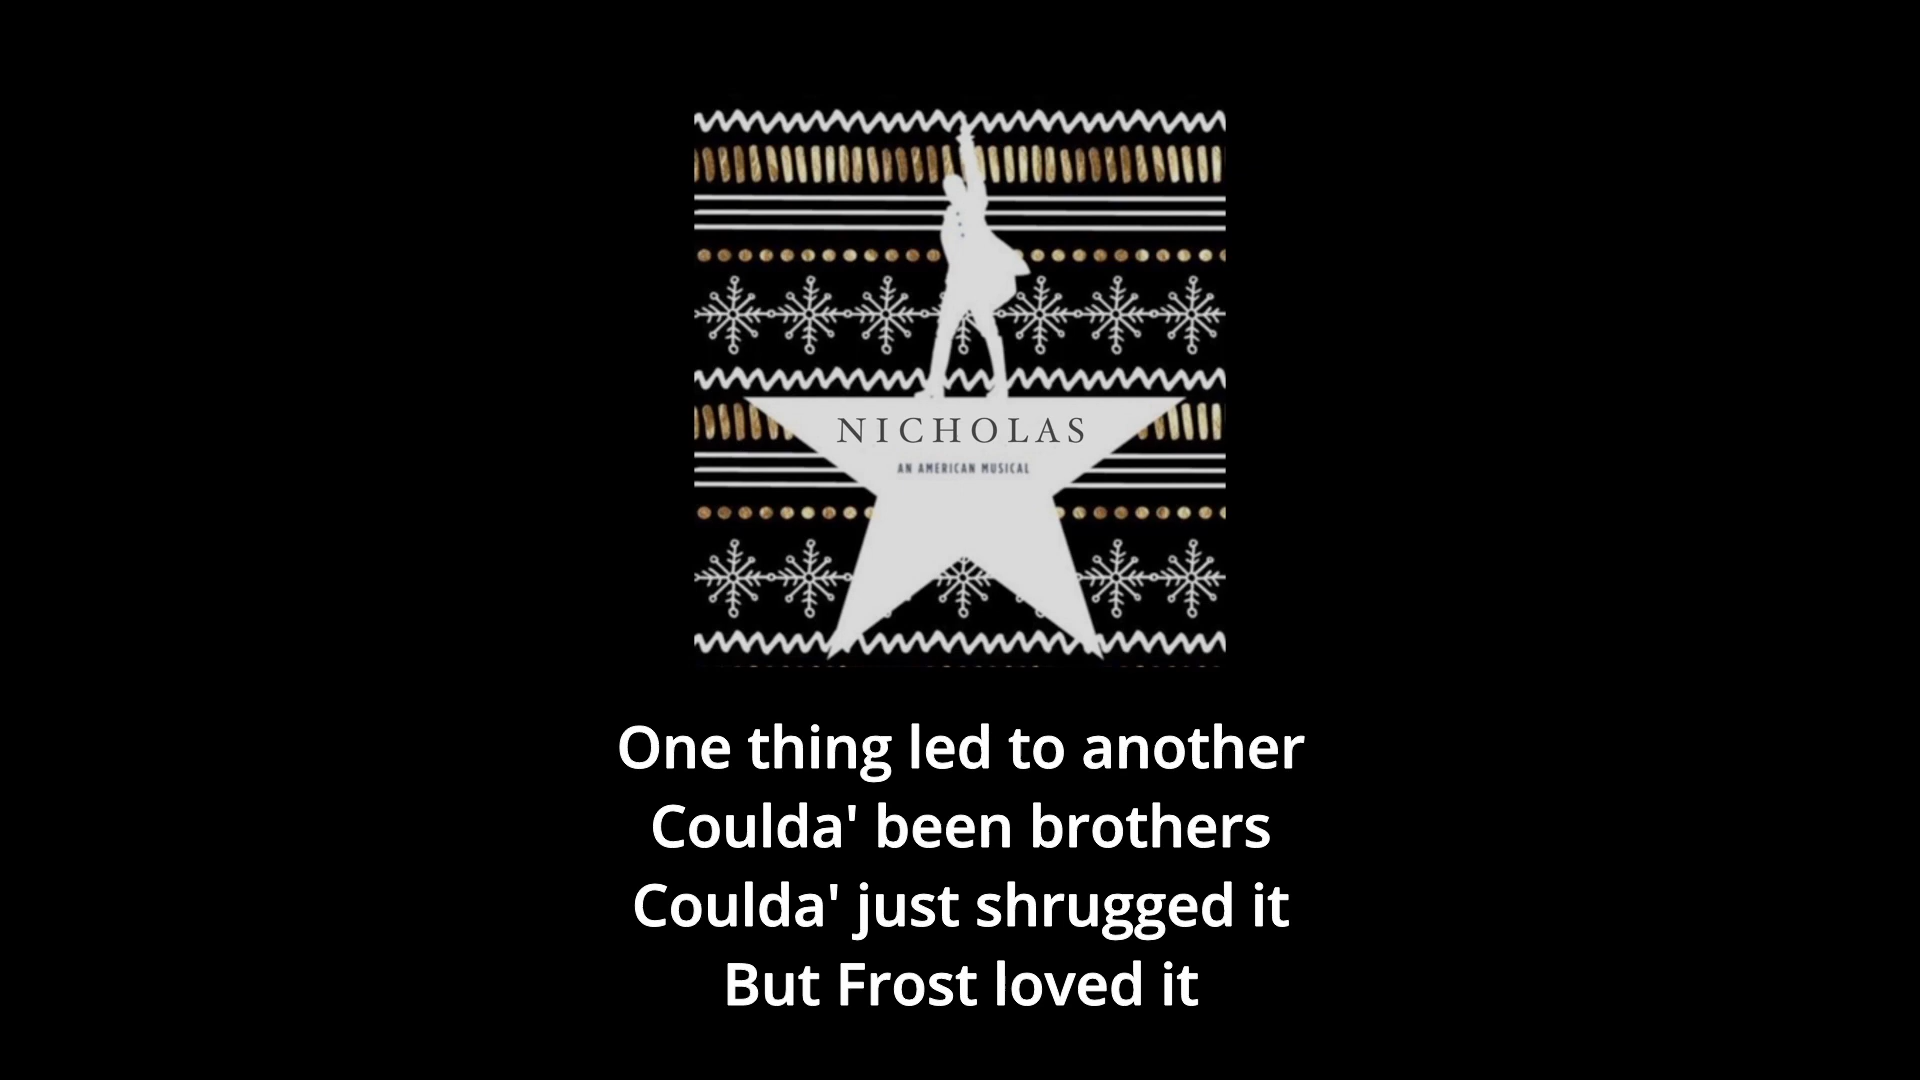 NICHOLAS
AN AMERICAN MUSICAL
One thing led to another
Coulda' been brothers
Coulda' just shrugged it
But Frost loved it